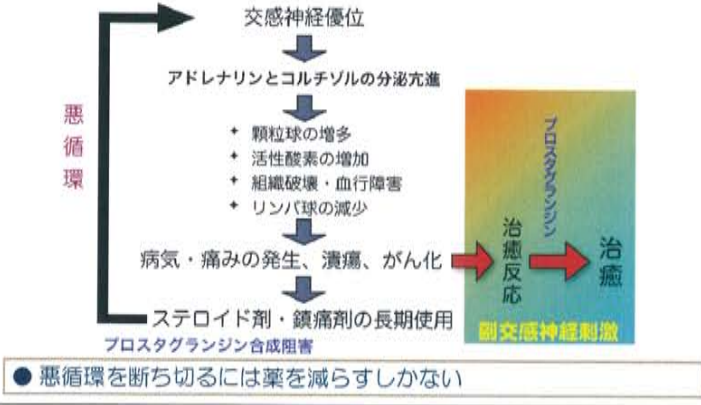 交感神経優位
アドレナリンとコルチゾルの分泌亢進
悪循環
顆粒球の増多
活性酸素の増加
組織破壊・血行障害
リンパ球の減少
病気・痛みの発生、潰瘍、がん化
ステロイド剤・鎮痛剤の長期使用
プロスタグランジン合成阻害
治癒反応
プロスタグランジン
治癒
副交感神経刺激
●悪循環を断ち切るには薬を減らすしかない